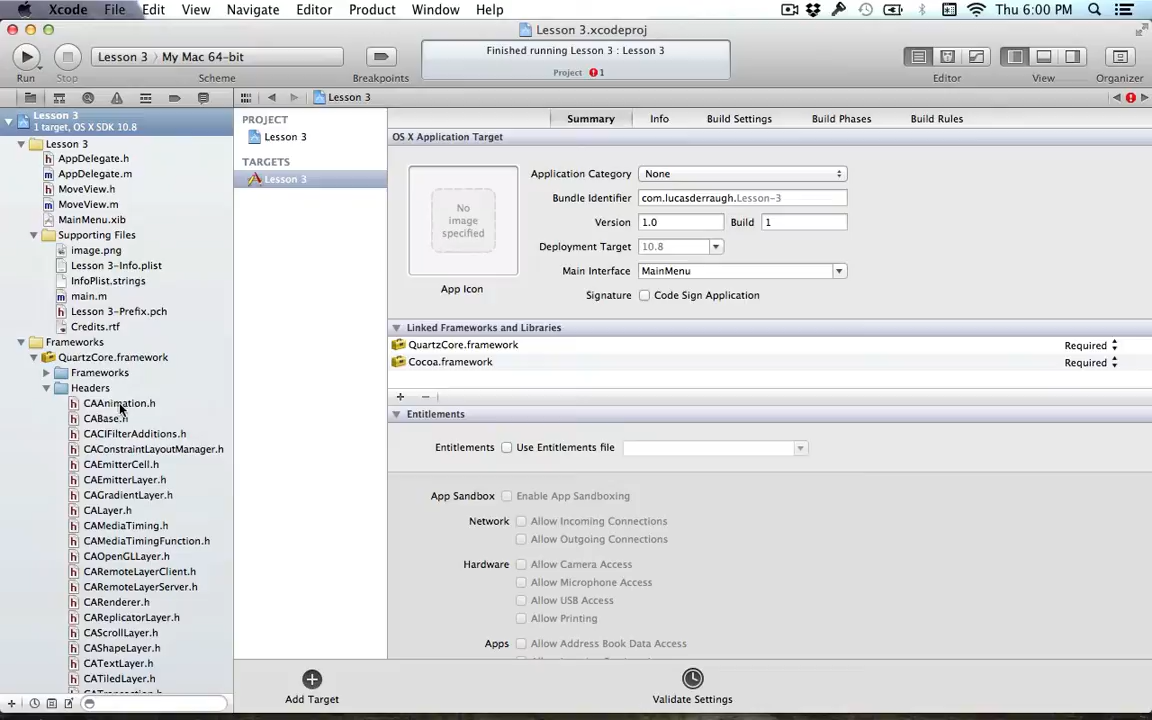 Xcode File Edit View Navigate Editor Product Window Help Thu 6:00 PM
Lesson 3.xcodeproj
Lesson 3 My Mac 64-bit
Finished running Lesson 3 : Lesson 3
Project 1
Run Stop Scheme Breakpoints Editor View Organizer
Lesson 3
1 target, OS X SDK 10.8
Lesson 3
AppDelegate.h
AppDelegate.m
MoveView.h
MoveView.m
MainMenu.xib
Supporting Files
image.png
Lesson 3-Info.plist
InfoPlist.strings
main.m
Lesson 3-Prefix.pch
Credits.rtf
Frameworks
QuartzCore.framework
Frameworks
Headers
CAAnimation.h
CABase.h
CACIFilterAdditions.h
CAConstraintLayoutManager.h
CAEmitterCell.h
CAEmitterLayer.h
CAGradientLayer.h
CALayer.h
CAMediaTiming.h
CAMediaTimingFunction.h
CAOpenGLLayer.h
CARemoteLayerClient.h
CARemoteLayerServer.h
CARenderer.h
CAReplicatorLayer.h
CAScrollLayer.h
CAShapeLayer.h
CATextLayer.h
CATiledLayer.h
Lesson 3
PROJECT
Lesson 3
TARGETS
Lesson 3
Summary Info Build Settings Build Phases Build Rules
OS X Application Target
No
image
specified
App Icon
Application Category None
Bundle Identifier com.lucasderraugh.Lesson-3
Version 1.0 Build 1
Deployment Target 10.8
Main Interface MainMenu
Signature Code Sign Application
Linked Frameworks and Libraries
QuartzCore.framework Required
Cocoa.framework Required
Entitlements
Entitlements Use Entitlements file
App Sandbox Enable App Sandboxing
Network Allow Incoming Connections
Allow Outgoing Connections
Hardware Allow Camera Access
Allow Microphone Access
Allow USB Access
Allow Printing
Apps Allow Address Book Data Access
Add Target Validate Settings